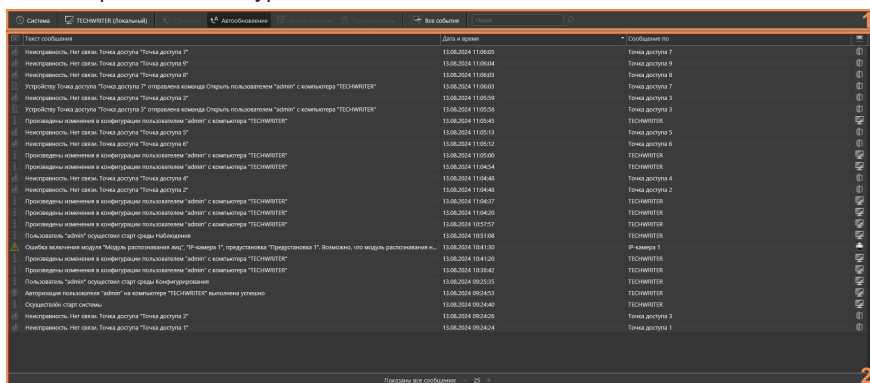 Система TECHWRITER (Локальный) Обновить Автообновление Все события Поиск 1
Текст сообщения Дата и время Сообщение по
Неисправность. Нет связи. Точка доступа "Точка доступа 7" 13.08.2024 11:06:05 Точка доступа 7
Неисправность. Нет связи. Точка доступа "Точка доступа 9" 13.08.2024 11:06:04 Точка доступа 9
Неисправность. Нет связи. Точка доступа "Точка доступа 8" 13.08.2024 11:06:03 Точка доступа 8
Устройству Точка доступа "Точка доступа 7" отправлена команда Открыть пользователем "admin" с компьютера "TECHWRITER" 13.08.2024 11:06:03 Точка доступа 7
Неисправность. Нет связи. Точка доступа "Точка доступа 3" 13.08.2024 11:05:59 Точка доступа 3
Устройству Точка доступа "Точка доступа 3" отправлена команда Открыть пользователем "admin" с компьютера "TECHWRITER" 13.08.2024 11:05:58 Точка доступа 3
Произведены изменения в конфигурации пользователем "admin" с компьютера "TECHWRITER" 13.08.2024 11:05:45 TECHWRITER
Неисправность. Нет связи. Точка доступа "Точка доступа 5" 13.08.2024 11:05:13 Точка доступа 5
Неисправность. Нет связи. Точка доступа "Точка доступа 6" 13.08.2024 11:05:12 Точка доступа 6
Произведены изменения в конфигурации пользователем "admin" с компьютера "TECHWRITER" 13.08.2024 11:05:00 TECHWRITER
Произведены изменения в конфигурации пользователем "admin" с компьютера "TECHWRITER" 13.08.2024 11:04:54 TECHWRITER
Неисправность. Нет связи. Точка доступа "Точка доступа 4" 13.08.2024 11:04:48 Точка доступа 4
Неисправность. Нет связи. Точка доступа "Точка доступа 2" 13.08.2024 11:04:48 Точка доступа 2
Произведены изменения в конфигурации пользователем "admin" с компьютера "TECHWRITER" 13.08.2024 11:04:37 TECHWRITER
Произведены изменения в конфигурации пользователем "admin" с компьютера "TECHWRITER" 13.08.2024 11:04:20 TECHWRITER
Произведены изменения в конфигурации пользователем "admin" с компьютера "TECHWRITER" 13.08.2024 10:57:57 TECHWRITER
Пользователь "admin" осуществил старт среды Наблюдения 13.08.2024 10:51:08 TECHWRITER
Ошибка включения модуля "Модуль распознавания лиц", "IP-камера 1", предустановка "Предустановка 1". Возможно, что модуль распознавания н... 13.08.2024 10:41:30 IP-камера 1
Произведены изменения в конфигурации пользователем "admin" с компьютера "TECHWRITER" 13.08.2024 10:41:20 TECHWRITER
Произведены изменения в конфигурации пользователем "admin" с компьютера "TECHWRITER" 13.08.2024 10:38:42 TECHWRITER
Пользователь "admin" осуществил старт среды Конфигурирования 13.08.2024 09:25:35 TECHWRITER
Авторизация пользователя "admin" на компьютере "TECHWRITER" выполнена успешно 13.08.2024 09:24:53 TECHWRITER
Осуществлён старт системы 13.08.2024 09:24:40 TECHWRITER
Неисправность. Нет связи. Точка доступа "Точка доступа 3" 13.08.2024 09:24:26 Точка доступа 3
Неисправность. Нет связи. Точка доступа "Точка доступа 1" 13.08.2024 09:24:24 Точка доступа 1
Показаны все сообщения: - 25 + 2